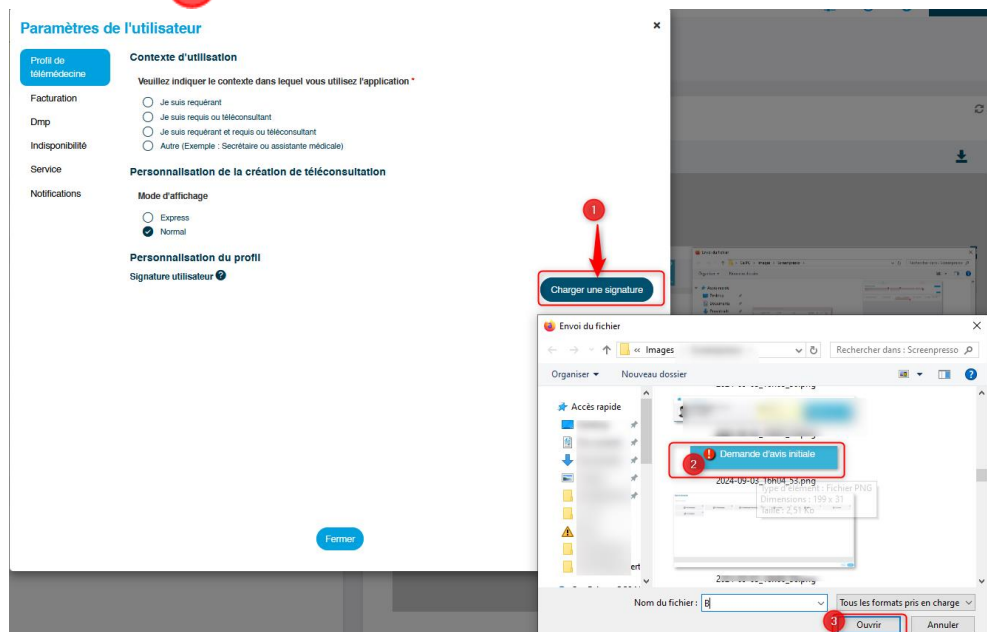 Paramètres de l'utilisateur
×
Profil de
télémédecine
Facturation
Dmp
Indisponibilité
Service
Notifications
Contexte d'utilisation
Veuillez indiquer le contexte dans lequel vous utilisez l'application *
Je suis requérant
Je suis requis ou téléconsultant
Je suis requérant et requis ou téléconsultant
Autre (Exemple : Secrétaire ou assistante médicale)
Personnalisation de la création de téléconsultation
Mode d'affichage
Express
Normal
Personnalisation du profil
Signature utilisateur ?
1
Charger une signature
Fermer
Envoi du fichier
« Images
Rechercher dans : Screenpresso
Organiser
Nouveau dossier
Accès rapide
2
Demande d'avis initiale
2024-09-03_16h04_53.png
Type d'élément : Fichier PNG
Dimensions : 199 x 31
Taille : 2,51 Ko
ert
Nom du fichier : B
Tous les formats pris en charge
3
Ouvrir
Annuler